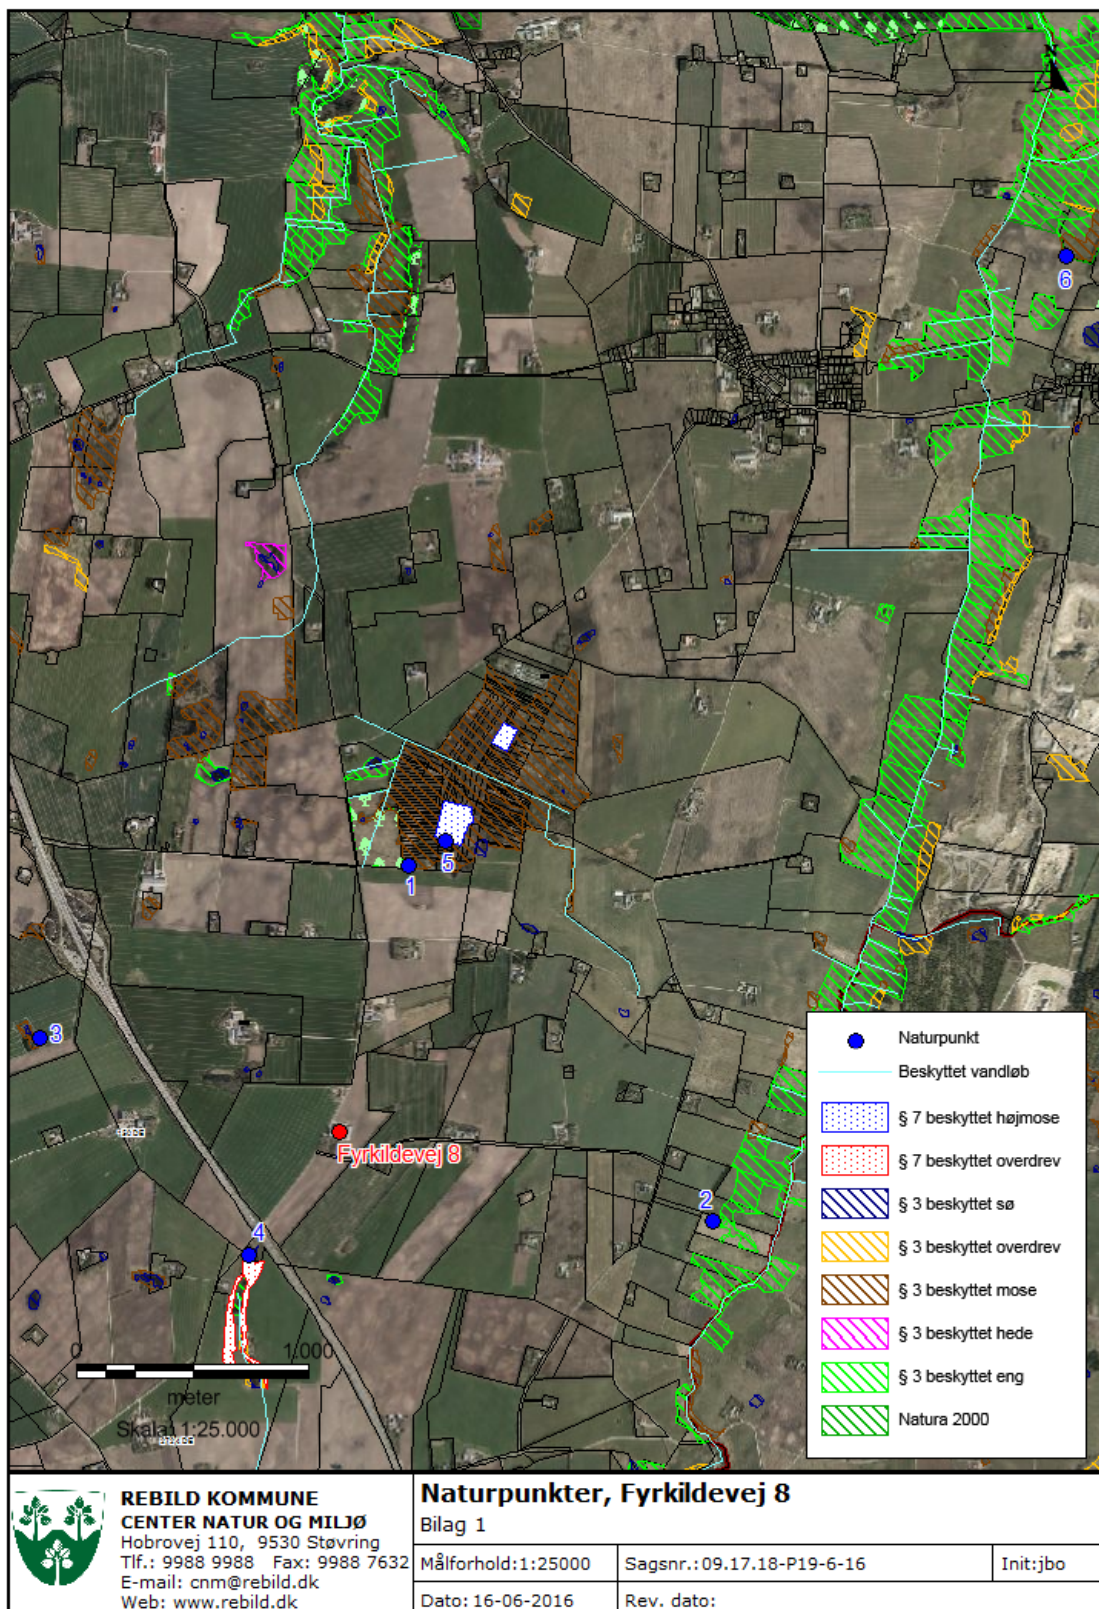 6
3
5
1
Fyrkildevej 8
2
4
0 1.000
meter
Skala 1:25.000
Naturpunkt
Beskyttet vandløb
§ 7 beskyttet højmose
§ 7 beskyttet overdrev
§ 3 beskyttet sø
§ 3 beskyttet overdrev
§ 3 beskyttet mose
§ 3 beskyttet hede
§ 3 beskyttet eng
Natura 2000
REBILD KOMMUNE
CENTER NATUR OG MILJØ
Hobrovej 110, 9530 Støvring
Tlf.: 9988 9988 Fax: 9988 7632
E-mail: cnm@rebild.dk
Web: www.rebild.dk
Naturpunkter, Fyrkildevej 8
Bilag 1
Målforhold:1:25000
Sagsnr.:09.17.18-P19-6-16
Init:jbo
Dato: 16-06-2016
Rev. dato: